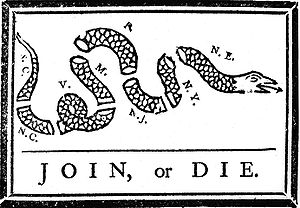 P.
N.E.
S.C.
M.
V.
N.Y.
N.J.
N.C.
JOIN, or DIE.